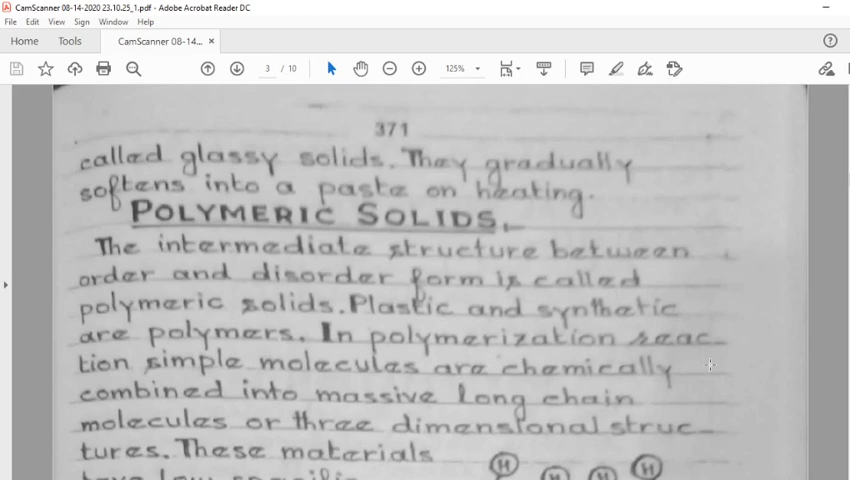 CamScanner 08-14-2020 23.10.25_1.pdf - Adobe Acrobat Reader DC
File Edit View Sign Window Help
Home Tools CamScanner 08-14... ×
3 / 10 125%
371
called glassy solids. They gradually
softens into a paste on heating.
POLYMERIC SOLIDS.
The intermediate structure between
order and disorder form is called
polymeric solids. Plastic and synthetic
are polymers. In polymerization reac-
tion simple molecules are chemically
combined into massive long chain
molecules or three dimensional struc-
tures. These materials
H H
have low specific